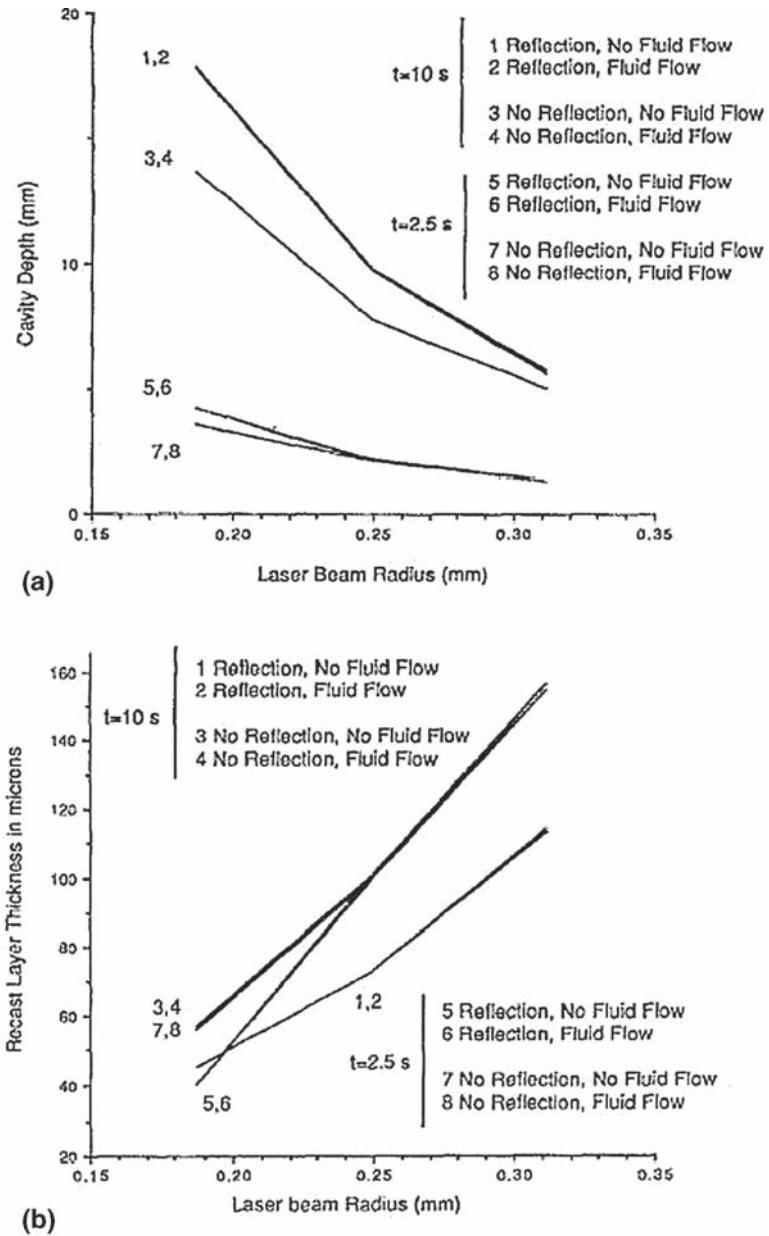 20
1,2
t=10 s
1 Reflection, No Fluid Flow
2 Reflection, Fluid Flow
3 No Reflection, No Fluid Flow
4 No Reflection, Fluid Flow
3,4
t=2.5 s
5 Reflection, No Fluid Flow
6 Reflection, Fluid Flow
7 No Reflection, No Fluid Flow
8 No Reflection, Fluid Flow
Cavity Depth (mm)
10
5,6
7,8
0
0.15 0.20 0.25 0.30 0.35
Laser Beam Radius (mm)
(a)
160
140
120
100
80
60
40
20
Recast Layer Thickness in microns
t=10 s
1 Reflection, No Fluid Flow
2 Reflection, Fluid Flow
3 No Reflection, No Fluid Flow
4 No Reflection, Fluid Flow
3,4
7,8
1,2
5,6
t=2.5 s
5 Reflection, No Fluid Flow
6 Reflection, Fluid Flow
7 No Reflection, No Fluid Flow
8 No Reflection, Fluid Flow
0.15 0.20 0.25 0.30 0.35
Laser beam Radius (mm)
(b)